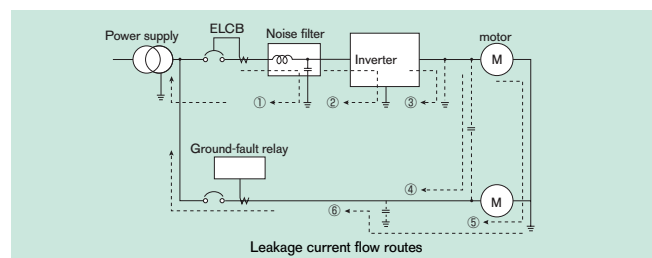 Power supply
ELCB
Noise filter
motor
Inverter
M
①
②
③
Ground-fault relay
④
M
⑥
⑤
Leakage current flow routes